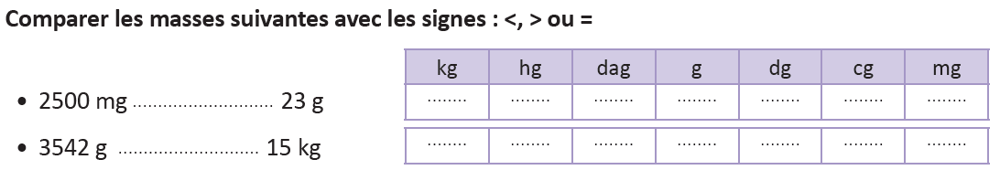 Comparer les masses suivantes avec les signes : <, > ou =
kg hg dag g dg cg mg
• 2500 mg ............................ 23 g
........ ........ ........ ........ ........ ........ ........
• 3542 g ............................ 15 kg
........ ........ ........ ........ ........ ........ ........